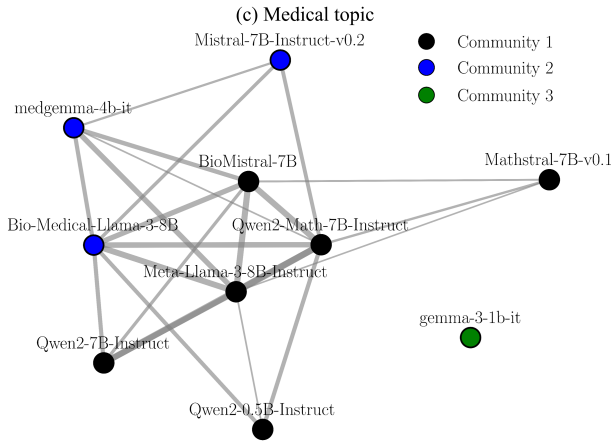 (c) Medical topic
Mistral-7B-Instruct-v0.2
Community 1
Community 2
Community 3
medgemma-4b-it
BioMistral-7B
Mathstral-7B-v0.1
Bio-Medical-Llama-3-8B
Qwen2-Math-7B-Instruct
Meta-Llama-3-8B-Instruct
gemma-3-1b-it
Qwen2-7B-Instruct
Qwen2-0.5B-Instruct